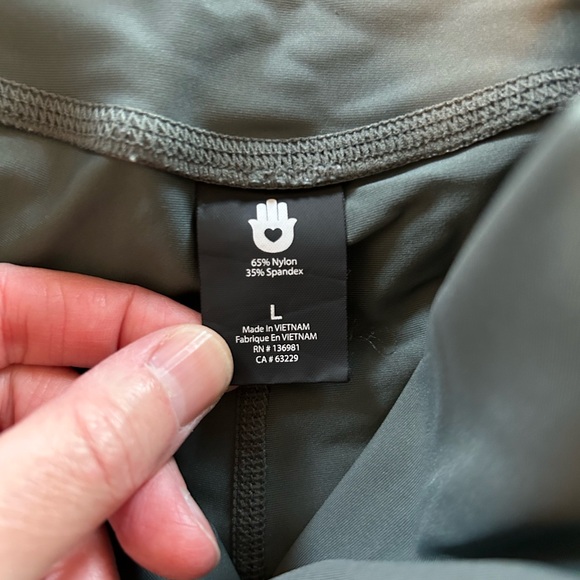 65% Nylon
35% Spandex
L
Made In VIETNAM
Fabrique En VIETNAM
RN # 136981
CA # 63229